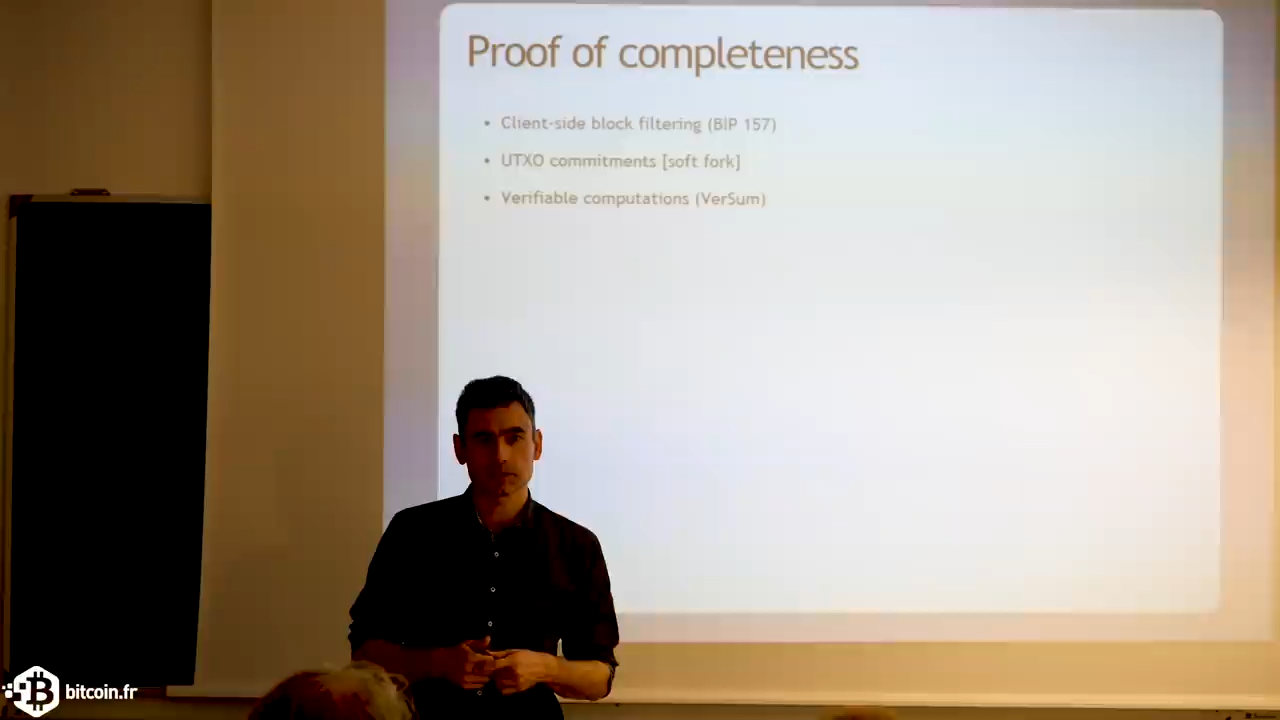 Proof of completeness
• Client-side block filtering (BIP 157)
• UTXO commitments [soft fork]
• Verifiable computations (VerSum)
bitcoin.fr